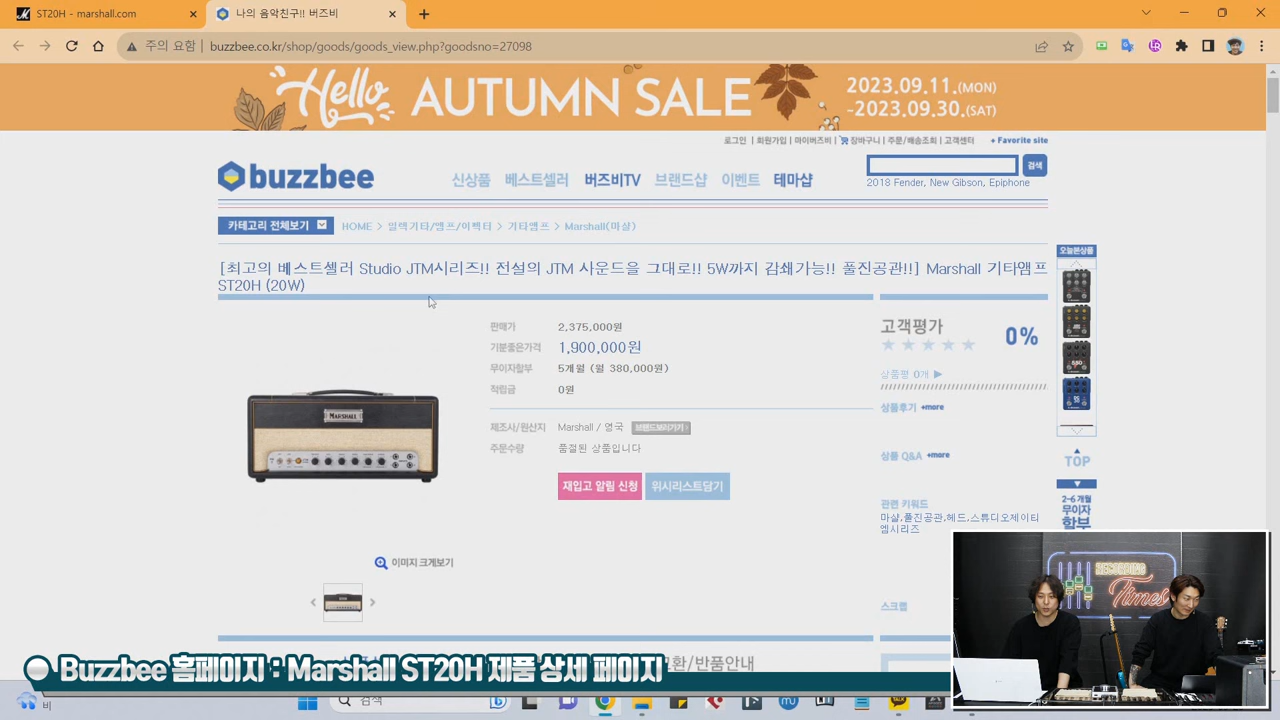 ST20H - marshall.com
나의 음악친구!! 버즈비
주의 요함 | buzzbee.co.kr/shop/goods/goods_view.php?goodsno=27098
Hello AUTUMN SALE
2023.09.11.(MON)
~2023.09.30.(SAT)
로그인 | 회원가입 | 마이버즈비 | 장바구니 | 주문/배송조회 | 고객센터 + Favorite site
buzzbee
신상품 베스트셀러 버즈비TV 브랜드샵 이벤트 테마샵
검색
2018 Fender, New Gibson, Epiphone
카테고리 전체보기
HOME > 일렉기타/앰프/이펙터 > 기타앰프 > Marshall(마샬)
오늘본상품
[최고의 베스트셀러 Studio JTM시리즈!! 전설의 JTM 사운드을 그대로!! 5W까지 감쇄가능!! 풀진공관!!] Marshall 기타앰프
ST20H (20W)
판매가 2,375,000원
기분좋은가격 1,900,000원
무이자할부 5개월 (월 380,000원)
적립금 0원
제조사/원산지 Marshall / 영국 브랜드보러가기
주문수량 품절된 상품입니다
재입고 알림 신청 위시리스트담기
고객평가 0%
상품평 0개 ▶
상품후기 +more
상품 Q&A +more
관련 키워드
마샬,풀진공관,헤드,스튜디오제이티
엠시리즈
스크랩
TOP
2~6 개월
무이자
할부
MARSHALL
이미지 크게보기
교환/반품안내
RECORDING
Times
Buzzbee 홈페이지 : Marshall ST20H 제품 상세 페이지
비
검색